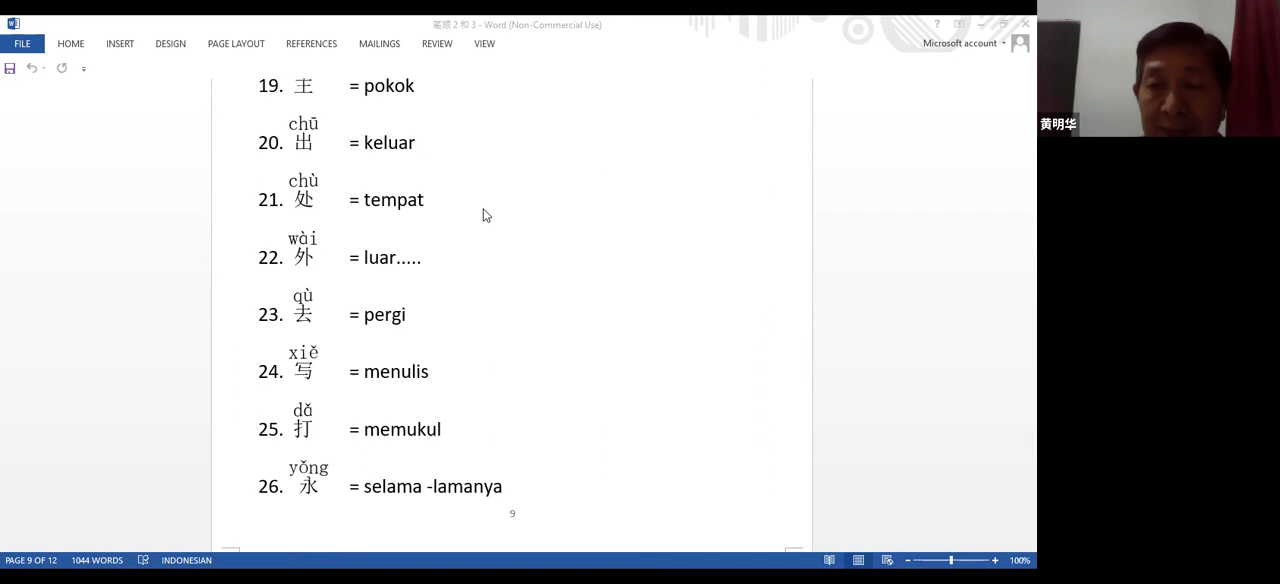 笔顺 2 和 3 - Word (Non-Commercial Use)
FILE HOME INSERT DESIGN PAGE LAYOUT REFERENCES MAILINGS REVIEW VIEW
Microsoft account
19. 主 = pokok
chū
20. 出 = keluar
chù
21. 处 = tempat
wài
22. 外 = luar.....
qù
23. 去 = pergi
xiě
24. 写 = menulis
dǎ
25. 打 = memukul
yǒng
26. 永 = selama -lamanya
9
PAGE 9 OF 12 1044 WORDS INDONESIAN
100%
黄明华